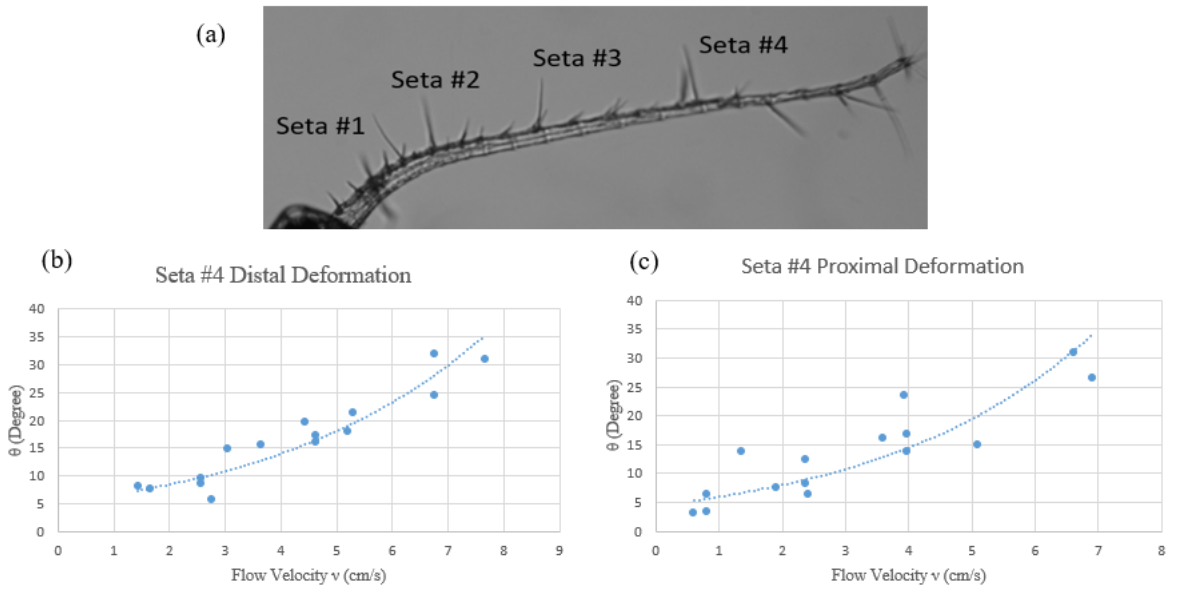 (a)
Seta #1
Seta #2
Seta #3
Seta #4
(b)
Seta #4 Distal Deformation
θ (Degree)
40
35
30
25
20
15
10
5
0
0 1 2 3 4 5 6 7 8 9
Flow Velocity v (cm/s)
(c)
Seta #4 Proximal Deformation
θ (Degree)
40
35
30
25
20
15
10
5
0
0 1 2 3 4 5 6 7 8
Flow Velocity v (cm/s)